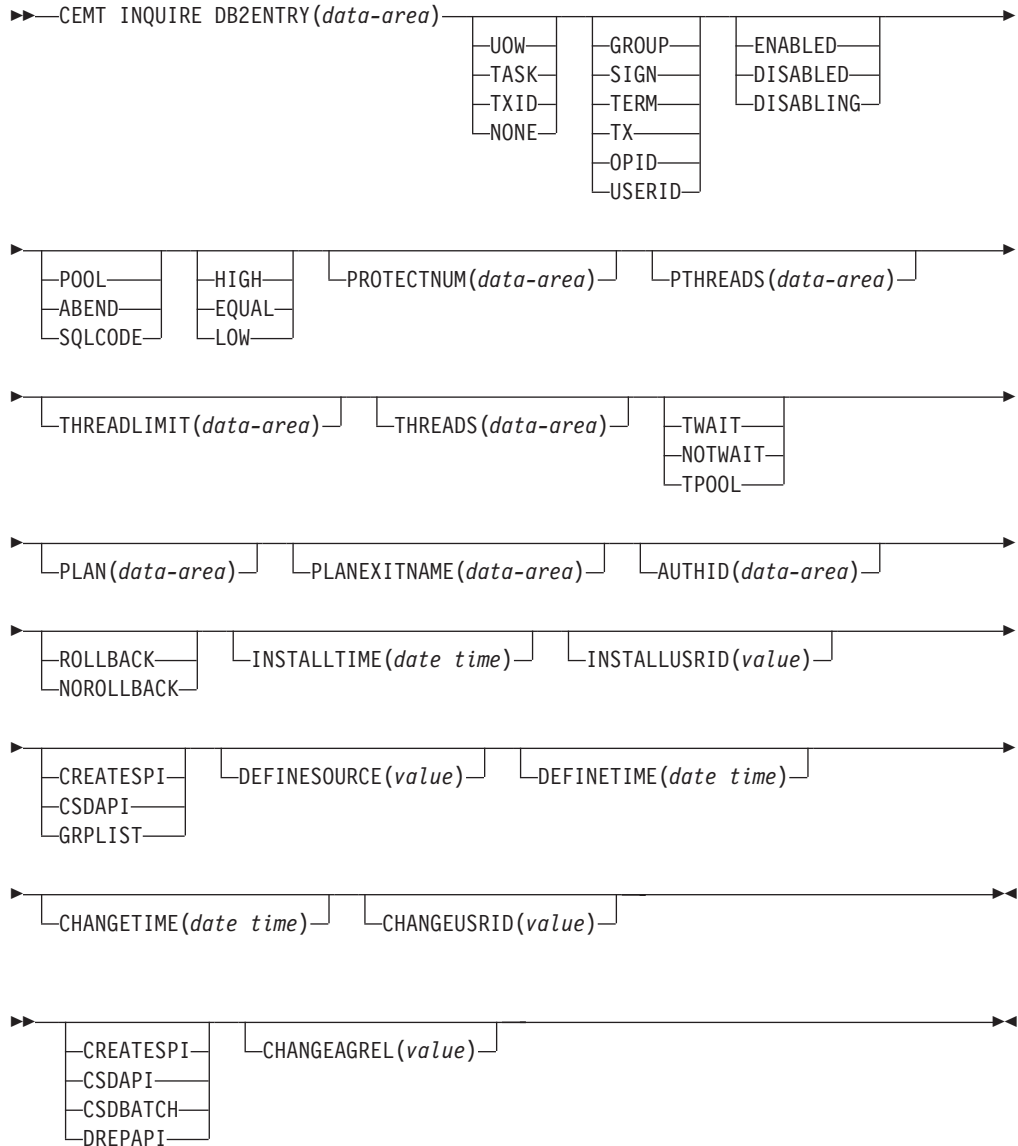 CEMT INQUIRE DB2ENTRY(data-area)
UOW GROUP ENABLED
TASK SIGN DISABLED
TXID TERM DISABLING
NONE TX
OPID
USERID
POOL HIGH PROTECTNUM(data-area) PTHREADS(data-area)
ABEND EQUAL
SQLCODE LOW
THREADLIMIT(data-area) THREADS(data-area) TWAIT
NOTWAIT
TPOOL
PLAN(data-area) PLANEXITNAME(data-area) AUTHID(data-area)
ROLLBACK INSTALLTIME(date time) INSTALLUSRID(value)
NOROLLBACK
CREATESPI DEFINESOURCE(value) DEFINETIME(date time)
CSDAPI
GRPLIST
CHANGETIME(date time) CHANGEUSRID(value)
CREATESPI CHANGEAGREL(value)
CSDAPI
CSDBATCH
DREPAPI